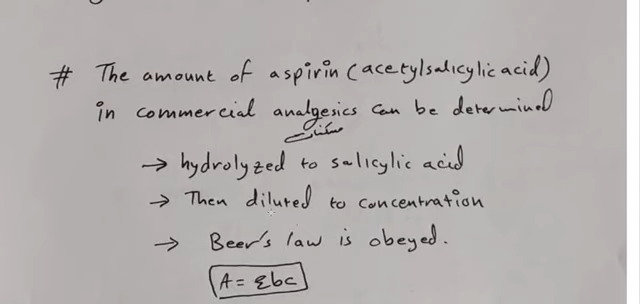 # The amount of aspirin (acetylsalicylic acid)
in commercial analgesics can be determined
مسكنات
→ hydrolyzed to salicylic acid
→ Then diluted to concentration
→ Beer's law is obeyed.
A = εbc